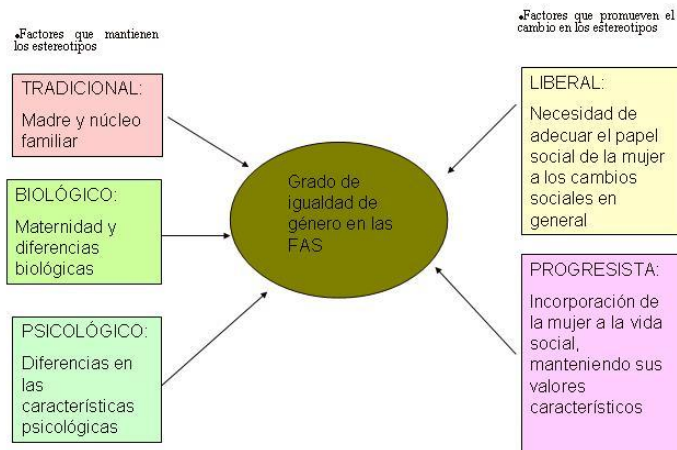 •Factores que mantienen
los estereotipos
TRADICIONAL:
Madre y núcleo
familiar
BIOLÓGICO:
Maternidad y
diferencias
biológicas
PSICOLÓGICO:
Diferencias en
las
características
psicológicas
Grado de
igualdad de
género en las
FAS
•Factores que promueven el
cambio en los estereotipos
LIBERAL:
Necesidad de
adecuar el papel
social de la mujer
a los cambios
sociales en
general
PROGRESISTA:
Incorporación de
la mujer a la vida
social,
manteniendo sus
valores
característicos